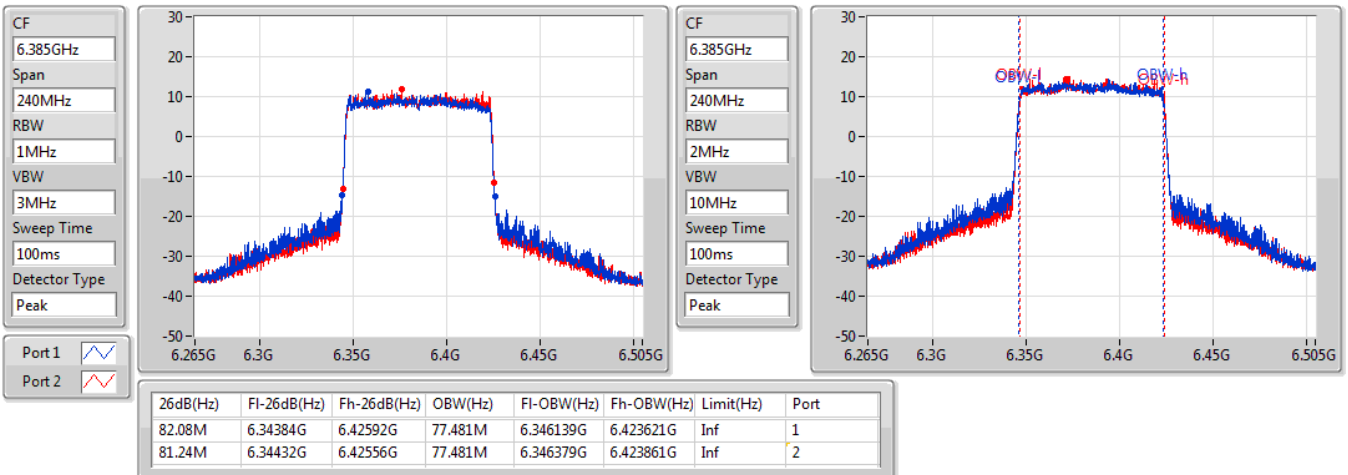 CF
6.385GHz
Span
240MHz
RBW
1MHz
VBW
3MHz
Sweep Time
100ms
Detector Type
Peak
Port 1
Port 2
30
20
10
0
-10
-20
-30
-40
-50
6.265G 6.3G 6.35G 6.4G 6.45G 6.505G
CF
6.385GHz
Span
240MHz
RBW
2MHz
VBW
10MHz
Sweep Time
100ms
Detector Type
Peak
30
20
10
0
-10
-20
-30
-40
-50
OBW-l OBW-h
OBW-l OBW-h
6.265G 6.3G 6.35G 6.4G 6.45G 6.505G
26dB(Hz) Fl-26dB(Hz) Fh-26dB(Hz) OBW(Hz) Fl-OBW(Hz) Fh-OBW(Hz) Limit(Hz) Port
82.08M 6.34384G 6.42592G 77.481M 6.346139G 6.423621G Inf 1
81.24M 6.34432G 6.42556G 77.481M 6.346379G 6.423861G Inf 2